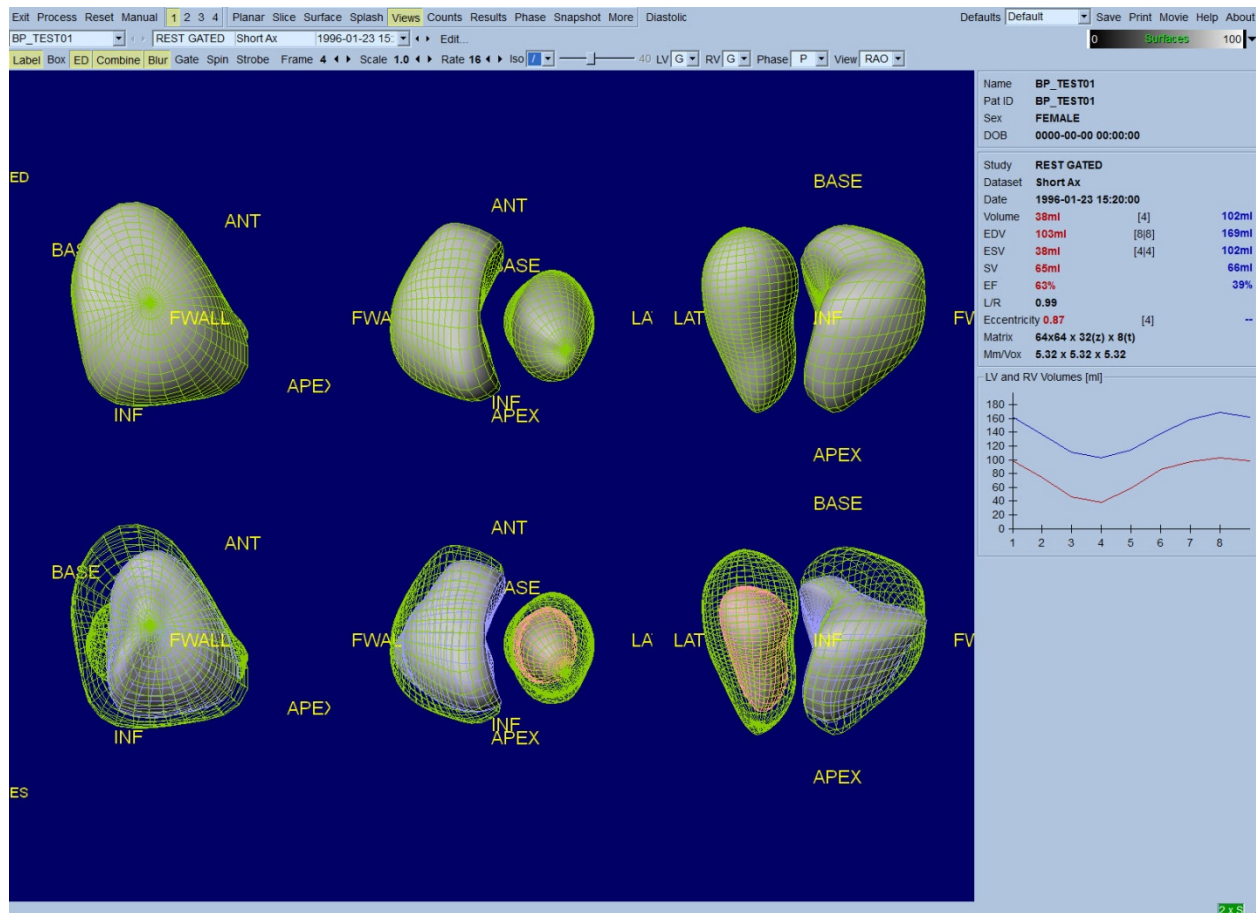 Exit Process Reset Manual 1 2 3 4 Planar Slice Surface Splash Views Counts Results Phase Snapshot More Diastolic Defaults Default Save Print Movie Help About
BP_TEST01 REST GATED Short Ax 1996-01-23 15: Edit... 0 Surfaces 100
Label Box ED Combine Blur Gate Spin Strobe Frame 4 Scale 1.0 Rate 16 Iso / 40 LV G RV G Phase P View RAO
Name BP_TEST01
Pat ID BP_TEST01
Sex FEMALE
DOB 0000-00-00 00:00:00
Study REST GATED
Dataset Short Ax
Date 1996-01-23 15:20:00
Volume 38ml [4] 102ml
EDV 103ml [8|8] 169ml
ESV 38ml [4|4] 102ml
SV 65ml 66ml
EF 63% 39%
L/R 0.99
Eccentricity 0.87 [4] --
Matrix 64x64 x 32(z) x 8(t)
Mm/Vox 5.32 x 5.32 x 5.32
LV and RV Volumes [ml]
180
160
140
120
100
80
60
40
20
0
1 2 3 4 5 6 7 8
ED
BASE
ANT ANT
BAS BASE
FWALL FWA LA LAT INF FW
APEX
INF INF
APEX
APEX
BASE
ANT ANT
BASE BASE
FWALL FWAL LA LAT INF FW
APEX
INF INF
APEX
APEX
ES
2 x S